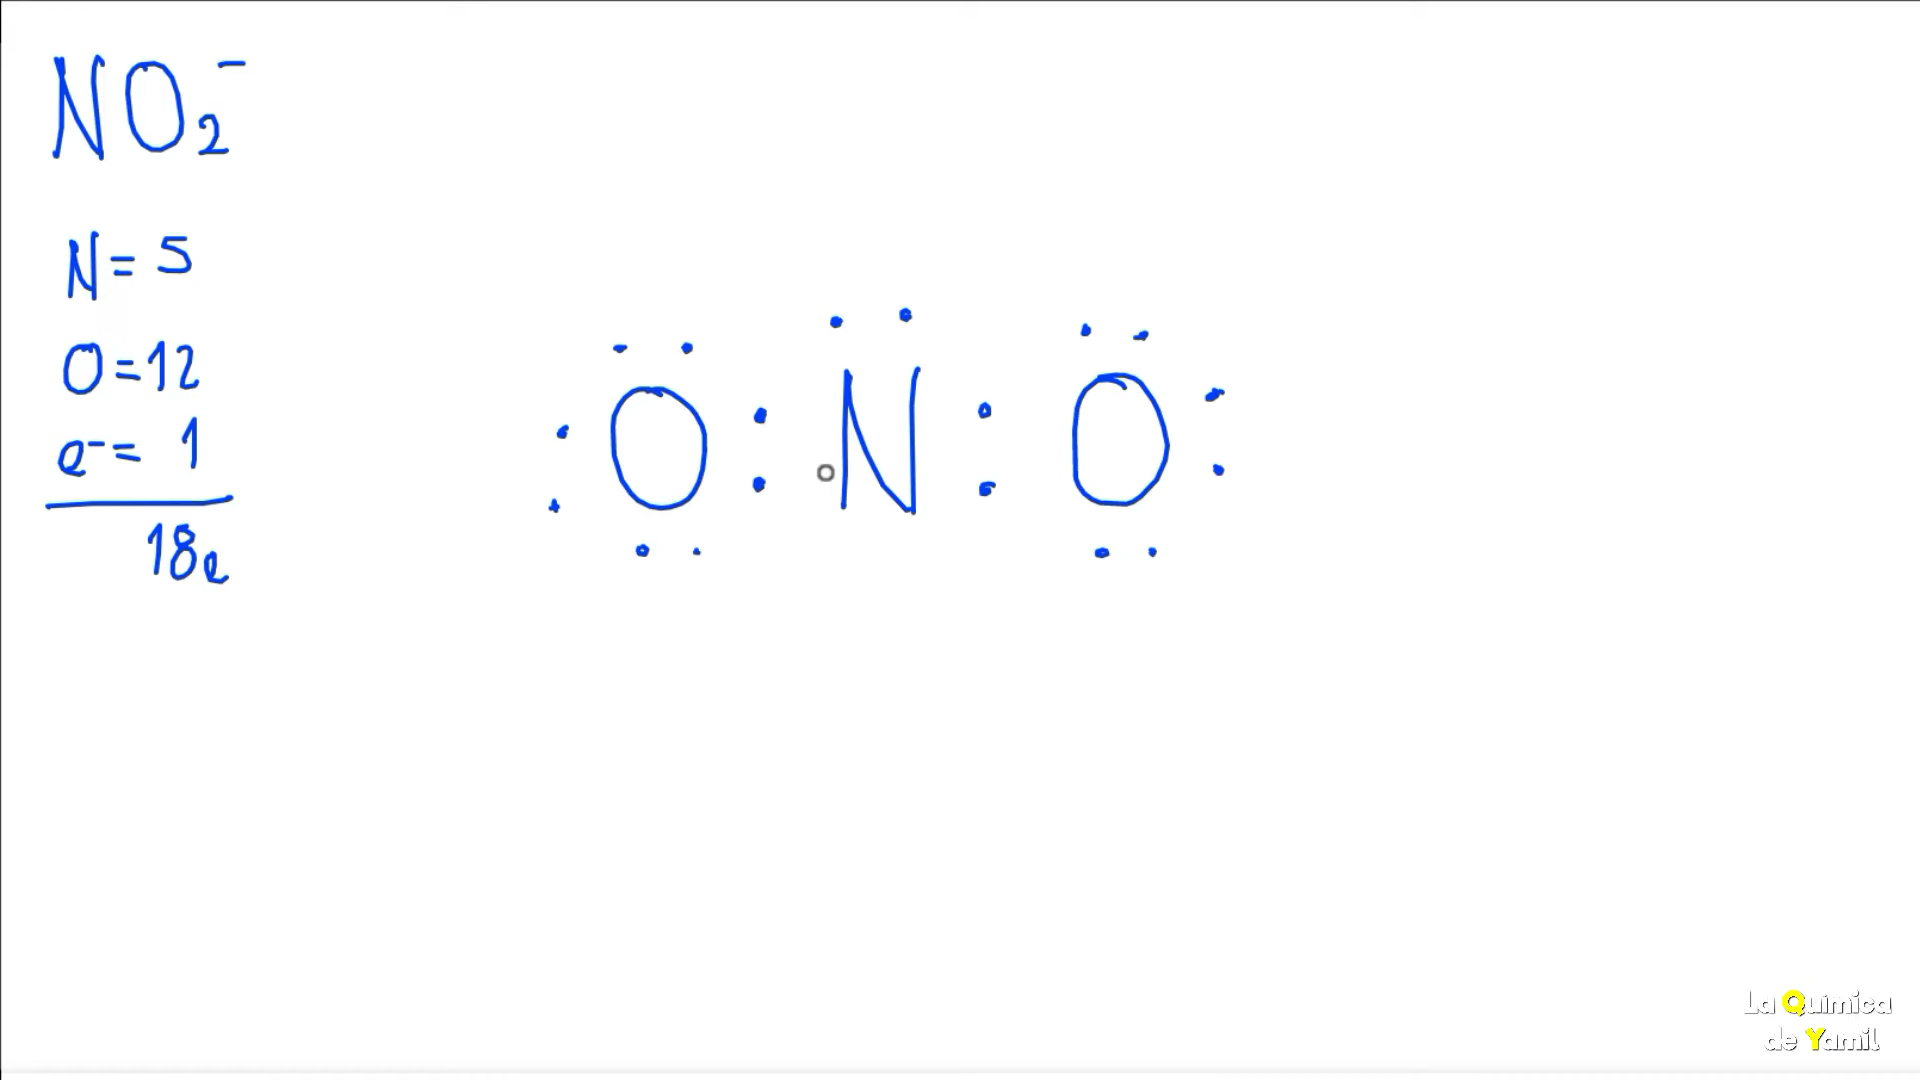 NO₂⁻
N = 5
O = 12
e⁻ = 1
18e
O : N : O
La Química
de Yamil